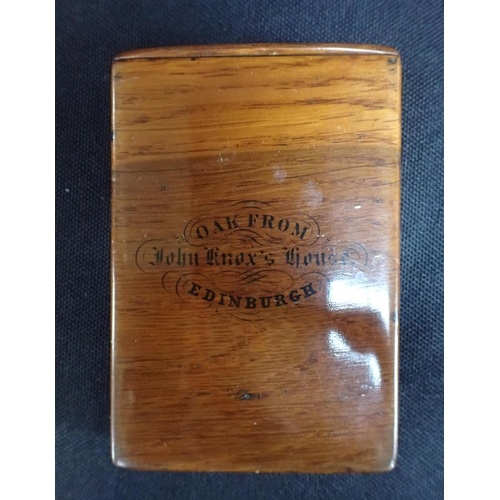 OAK FROM
John Knox's House
EDINBURGH